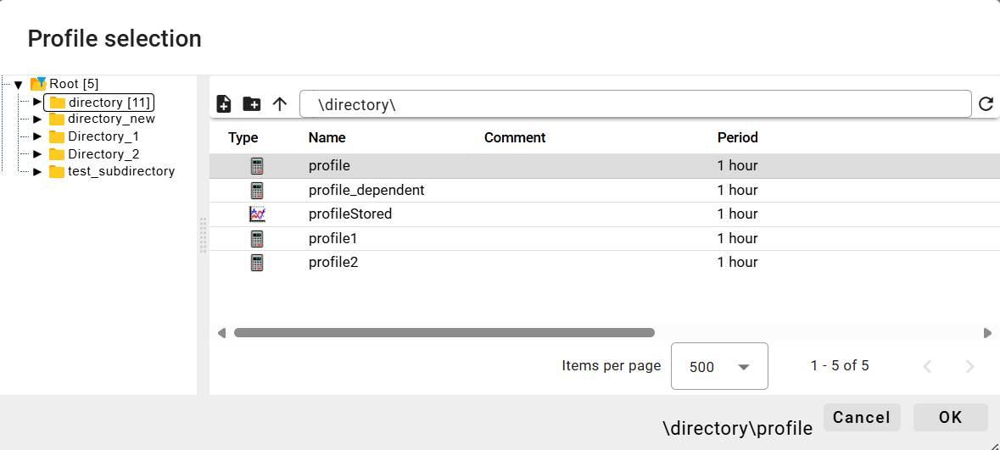 Profile selection
Root [5]
directory [11]
directory_new
Directory_1
Directory_2
test_subdirectory
\directory\
Type Name Comment Period
profile 1 hour
profile_dependent 1 hour
profileStored 1 hour
profile1 1 hour
profile2 1 hour
Items per page 500 1 - 5 of 5
\directory\profile Cancel OK